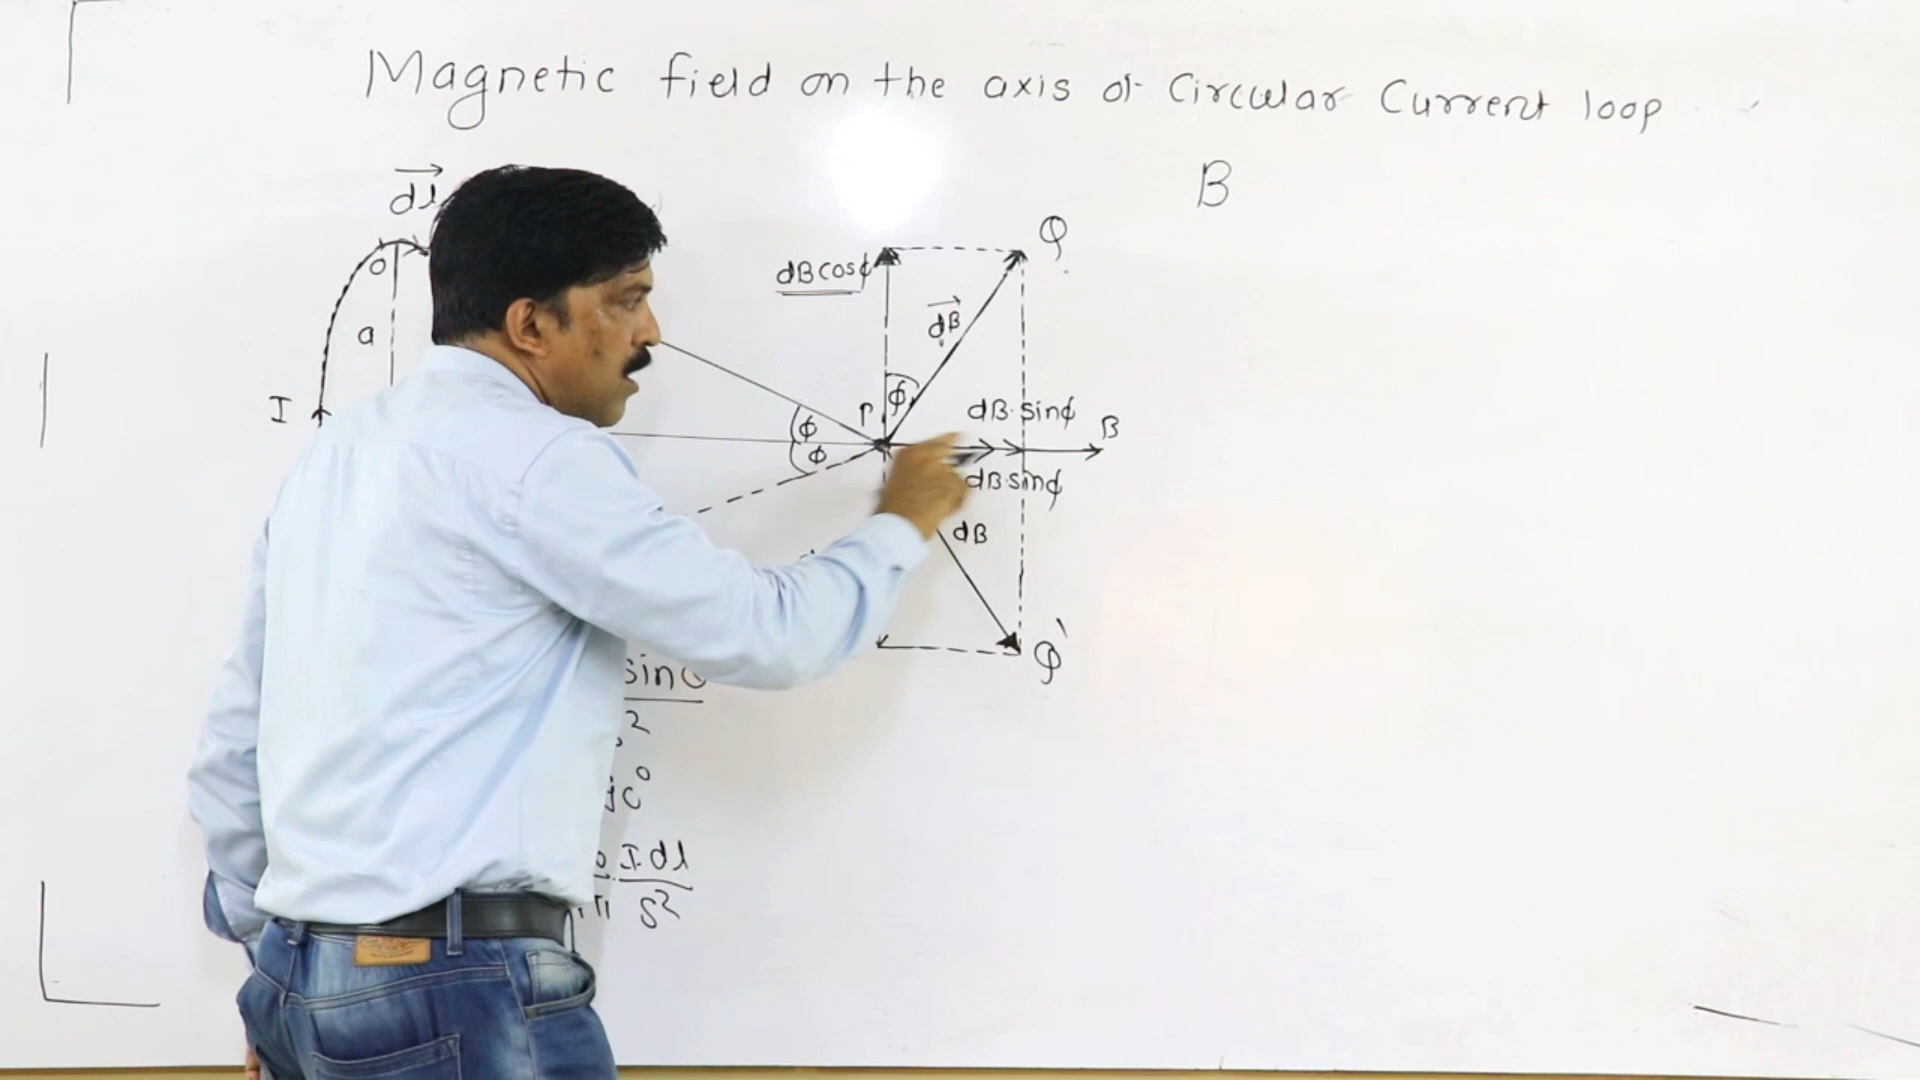 Magnetic field on the axis of Circular Current loop
B
dl
Q
dBcosϕ
a
dB
ϕ
P
dB·sinϕ
I
ϕ
B
ϕ
dB·sinϕ
dB
Q'
sin
2
I dl
S²